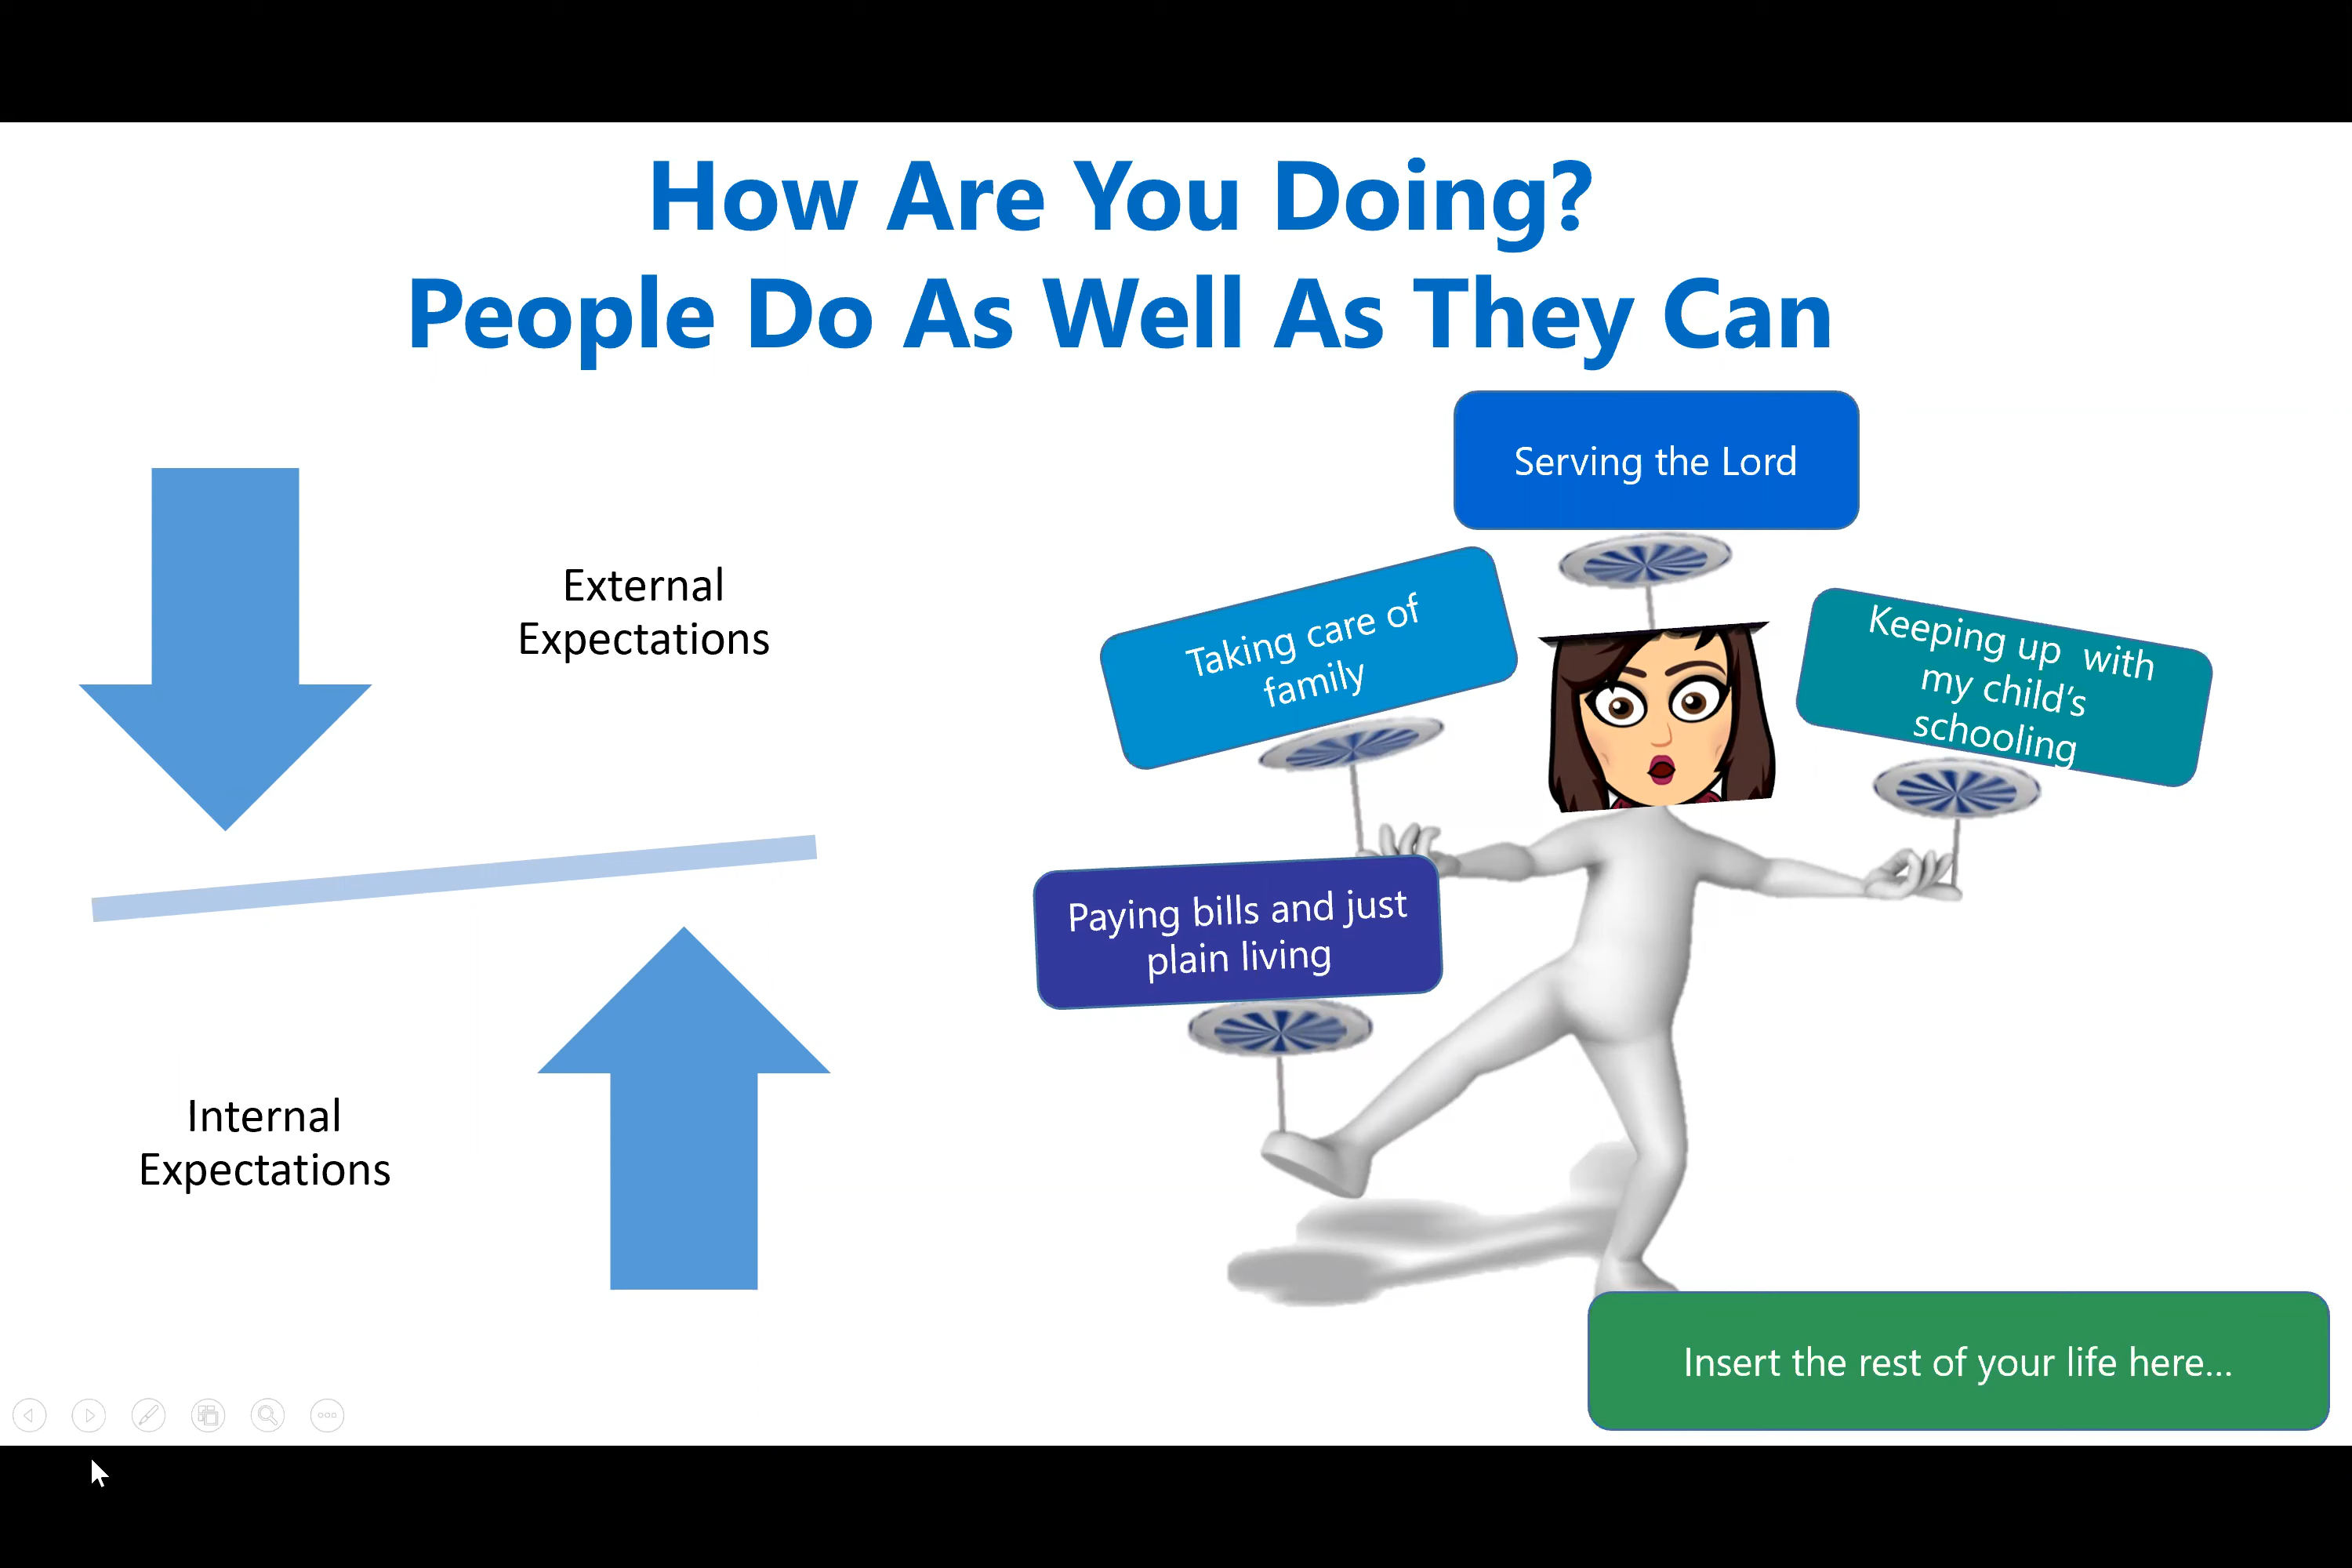 How Are You Doing?
People Do As Well As They Can
External
Expectations
Internal
Expectations
Serving the Lord
Taking care of
family
Keeping up  with
my child’s
schooling
Paying bills and just
plain living
Insert the rest of your life here...